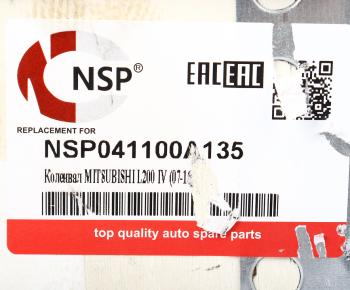 NSP®
EAC EAC
REPLACEMENT FOR
NSP041100A135
Коленвал MITSUBISHI L200 IV (07-1
top quality auto spare parts